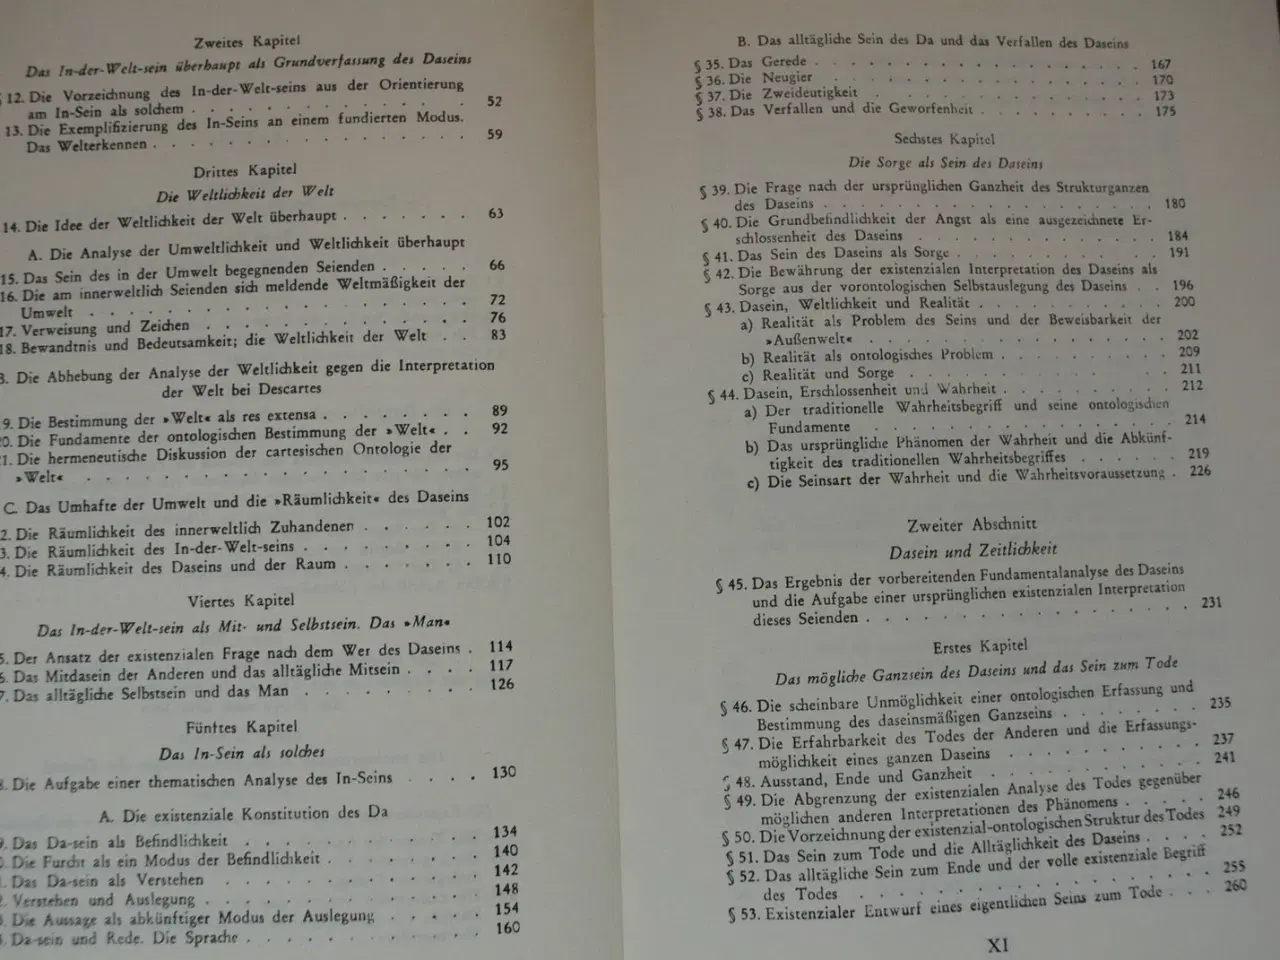 Zweites Kapitel
Das In-der-Welt-sein überhaupt als Grundverfassung des Daseins
12. Die Vorzeichnung des In-der-Welt-seins aus der Orientierung
am In-Sein als solchem . . . . . . . . . . . . 52
13. Die Exemplifizierung des In-Seins an einem fundierten Modus.
Das Welterkennen . . . . . . . . . . . . . 59
Drittes Kapitel
Die Weltlichkeit der Welt
14. Die Idee der Weltlichkeit der Welt überhaupt . . . . . . . 63
A. Die Analyse der Umweltlichkeit und Weltlichkeit überhaupt
15. Das Sein des in der Umwelt begegnenden Seienden . . . . . 66
16. Die am innerweltlich Seienden sich meldende Weltmäßigkeit der
Umwelt . . . . . . . . . . . . . . . . 72
17. Verweisung und Zeichen . . . . . . . . . . . 76
18. Bewandtnis und Bedeutsamkeit; die Weltlichkeit der Welt . . 83
B. Die Abhebung der Analyse der Weltlichkeit gegen die Interpretation
der Welt bei Descartes
9. Die Bestimmung der »Welt« als res extensa . . . . . . . 89
0. Die Fundamente der ontologischen Bestimmung der »Welt« . . 92
1. Die hermeneutische Diskussion der cartesischen Ontologie der
»Welt« . . . . . . . . . . . . . . . . 95
C. Das Umhafte der Umwelt und die »Räumlichkeit« des Daseins
2. Die Räumlichkeit des innerweltlich Zuhandenen . . . . . . 102
3. Die Räumlichkeit des In-der-Welt-seins . . . . . . . . 104
4. Die Räumlichkeit des Daseins und der Raum . . . . . . . 110
Viertes Kapitel
Das In-der-Welt-sein als Mit- und Selbstsein. Das »Man«
5. Der Ansatz der existenzialen Frage nach dem Wer des Daseins . 114
6. Das Mitdasein der Anderen und das alltägliche Mitsein . . . . 117
7. Das alltägliche Selbstsein und das Man . . . . . . . . 126
Fünftes Kapitel
Das In-Sein als solches
8. Die Aufgabe einer thematischen Analyse des In-Seins . . . . 130
A. Die existenziale Konstitution des Da
9. Das Da-sein als Befindlichkeit . . . . . . . . . . 134
0. Die Furcht als ein Modus der Befindlichkeit . . . . . . . 140
1. Das Da-sein als Verstehen . . . . . . . . . . . 142
2. Verstehen und Auslegung . . . . . . . . . . . 148
3. Die Aussage als abkünftiger Modus der Auslegung . . . . . 154
4. Da-sein und Rede. Die Sprache . . . . . . . . . . 160
B. Das alltägliche Sein des Da und das Verfallen des Daseins
§ 35. Das Gerede . . . . . . . . . . . . . . . 167
§ 36. Die Neugier . . . . . . . . . . . . . . 170
§ 37. Die Zweideutigkeit . . . . . . . . . . . . . 173
§ 38. Das Verfallen und die Geworfenheit . . . . . . . . . 175
Sechstes Kapitel
Die Sorge als Sein des Daseins
§ 39. Die Frage nach der ursprünglichen Ganzheit des Strukturganzen
des Daseins . . . . . . . . . . . . . . . 180
§ 40. Die Grundbefindlichkeit der Angst als eine ausgezeichnete Er-
schlossenheit des Daseins . . . . . . . . . . . 184
§ 41. Das Sein des Daseins als Sorge . . . . . . . . . . 191
§ 42. Die Bewährung der existenzialen Interpretation des Daseins als
Sorge aus der vorontologischen Selbstauslegung des Daseins . . 196
§ 43. Dasein, Weltlichkeit und Realität . . . . . . . . . 200
a) Realität als Problem des Seins und der Beweisbarkeit der
»Außenwelt« . . . . . . . . . . . . . . 202
b) Realität als ontologisches Problem . . . . . . . . 209
c) Realität und Sorge . . . . . . . . . . . . 211
§ 44. Dasein, Erschlossenheit und Wahrheit . . . . . . . . 212
a) Der traditionelle Wahrheitsbegriff und seine ontologischen
Fundamente . . . . . . . . . . . . . . 214
b) Das ursprüngliche Phänomen der Wahrheit und die Abkünf-
tigkeit des traditionellen Wahrheitsbegriffes . . . . . . 219
c) Die Seinsart der Wahrheit und die Wahrheitsvoraussetzung . 226
Zweiter Abschnitt
Dasein und Zeitlichkeit
§ 45. Das Ergebnis der vorbereitenden Fundamentalanalyse des Daseins
und die Aufgabe einer ursprünglichen existenzialen Interpretation
dieses Seienden . . . . . . . . . . . . . . 231
Erstes Kapitel
Das mögliche Ganzsein des Daseins und das Sein zum Tode
§ 46. Die scheinbare Unmöglichkeit einer ontologischen Erfassung und
Bestimmung des daseinsmäßigen Ganzseins . . . . . . . 235
§ 47. Die Erfahrbarkeit des Todes der Anderen und die Erfassungs-
möglichkeit eines ganzen Daseins . . . . . . . . . 237
§ 48. Ausstand, Ende und Ganzheit . . . . . . . . . . 241
§ 49. Die Abgrenzung der existenzialen Analyse des Todes gegenüber
möglichen anderen Interpretationen des Phänomens . . . . 246
§ 50. Die Vorzeichnung der existenzial-ontologischen Struktur des Todes 249
§ 51. Das Sein zum Tode und die Alltäglichkeit des Daseins . . . . 252
§ 52. Das alltägliche Sein zum Ende und der volle existenziale Begriff
des Todes . . . . . . . . . . . . . . . 255
§ 53. Existenzialer Entwurf eines eigentlichen Seins zum Tode . . . 260
XI